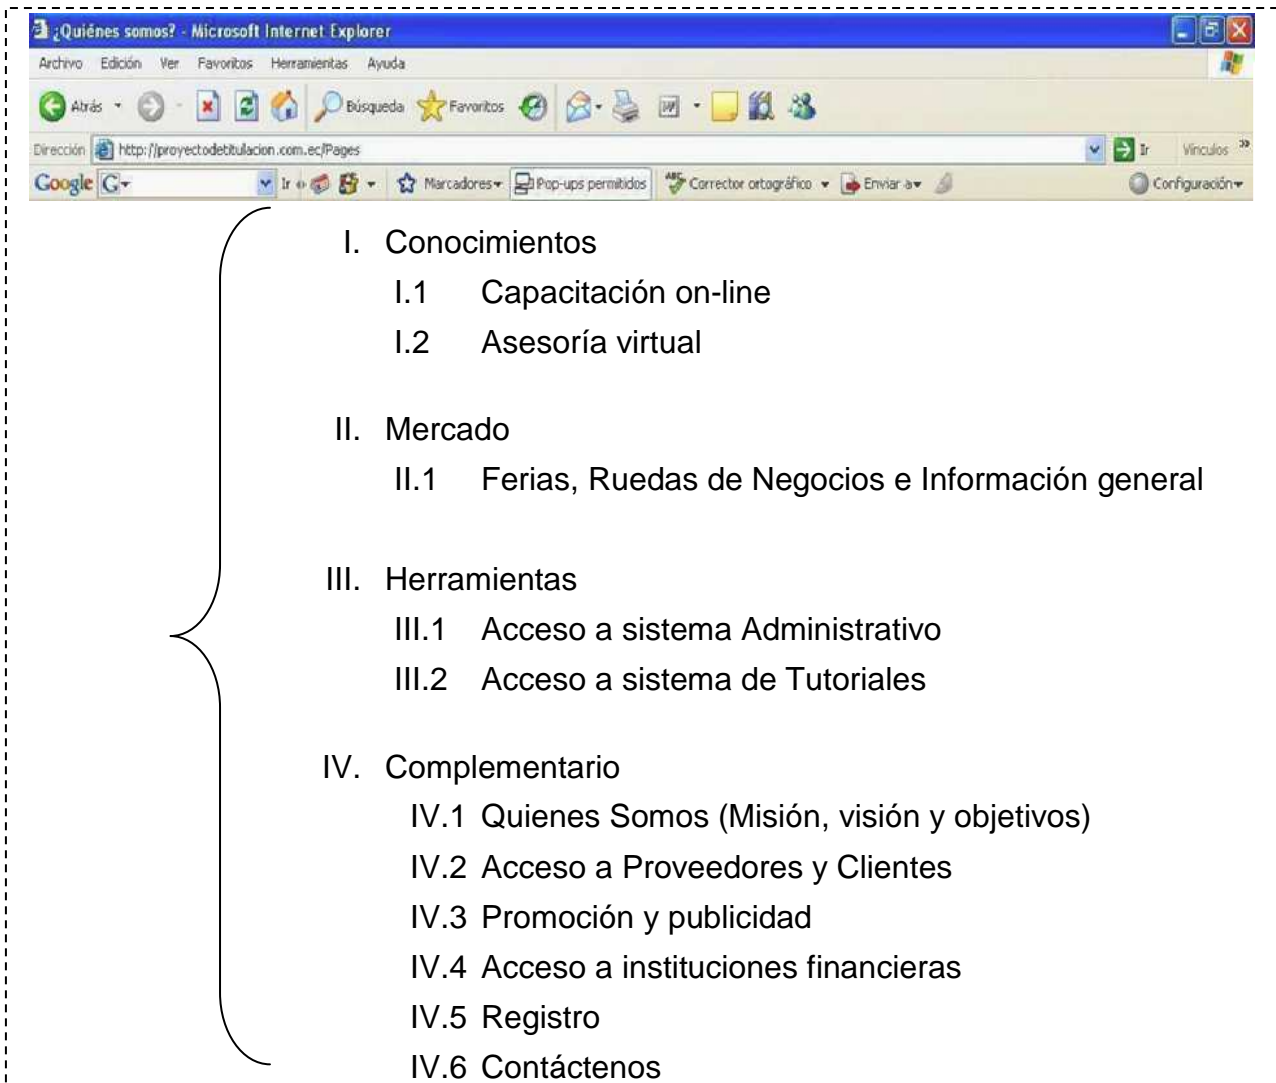 ¿Quiénes somos? - Microsoft Internet Explorer
Archivo Edición Ver Favoritos Herramientas Ayuda
Atrás Búsqueda Favoritos
Dirección http://proyectodetitulacion.com.ec/Pages Ir Vínculos »
Google G Ir Marcadores Pop-ups permitidos ABC Corrector ortográfico Enviar a Configuración
I. Conocimientos
I.1 Capacitación on-line
I.2 Asesoría virtual
II. Mercado
II.1 Ferias, Ruedas de Negocios e Información general
III. Herramientas
III.1 Acceso a sistema Administrativo
III.2 Acceso a sistema de Tutoriales
IV. Complementario
IV.1 Quienes Somos (Misión, visión y objetivos)
IV.2 Acceso a Proveedores y Clientes
IV.3 Promoción y publicidad
IV.4 Acceso a instituciones financieras
IV.5 Registro
IV.6 Contáctenos